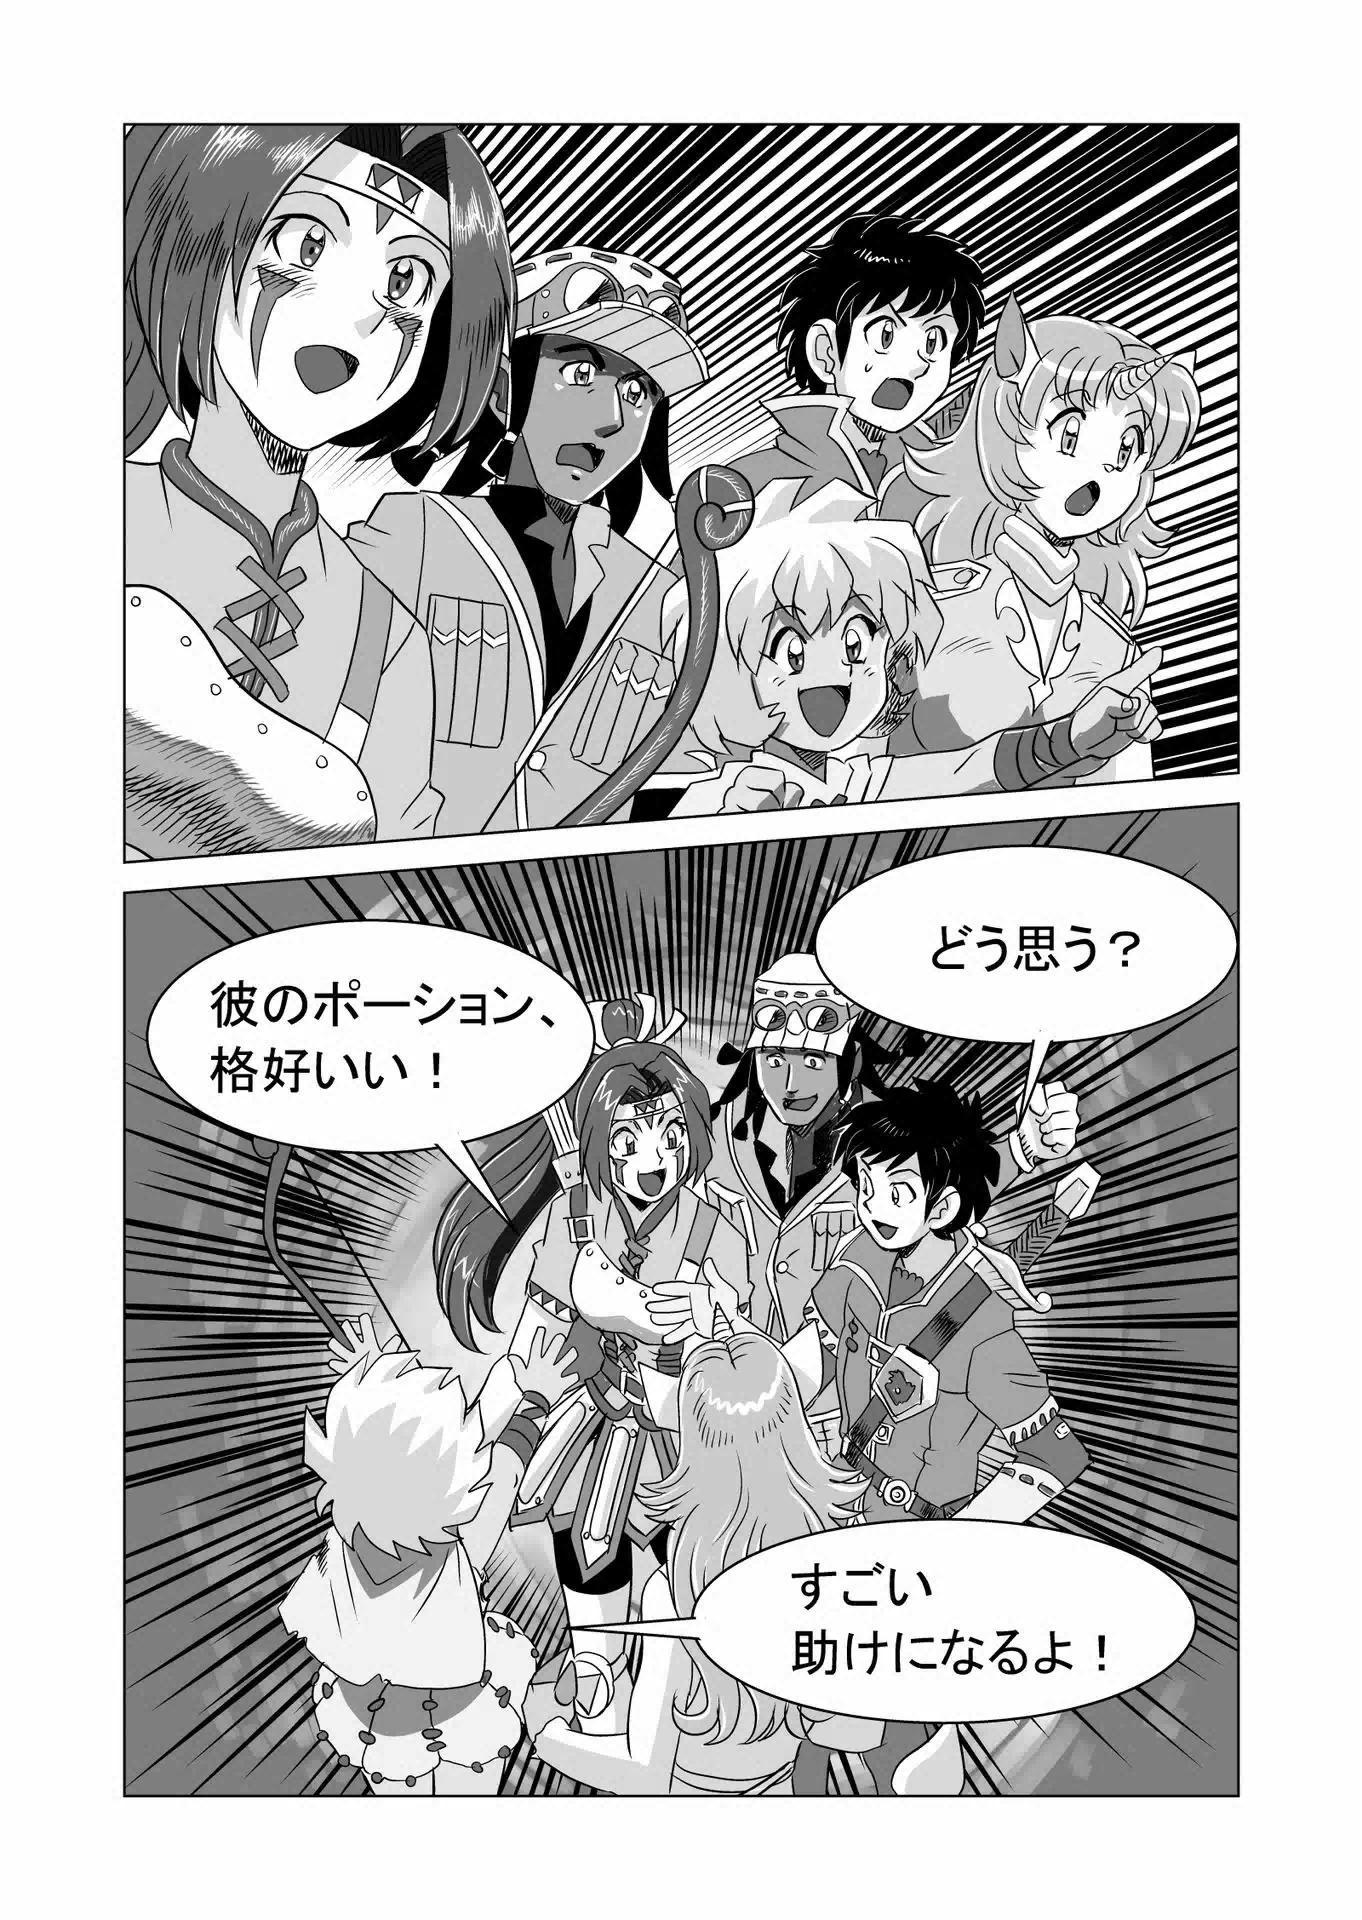 どう思う？
彼のポーション、
格好いい！
すごい
助けになるよ！